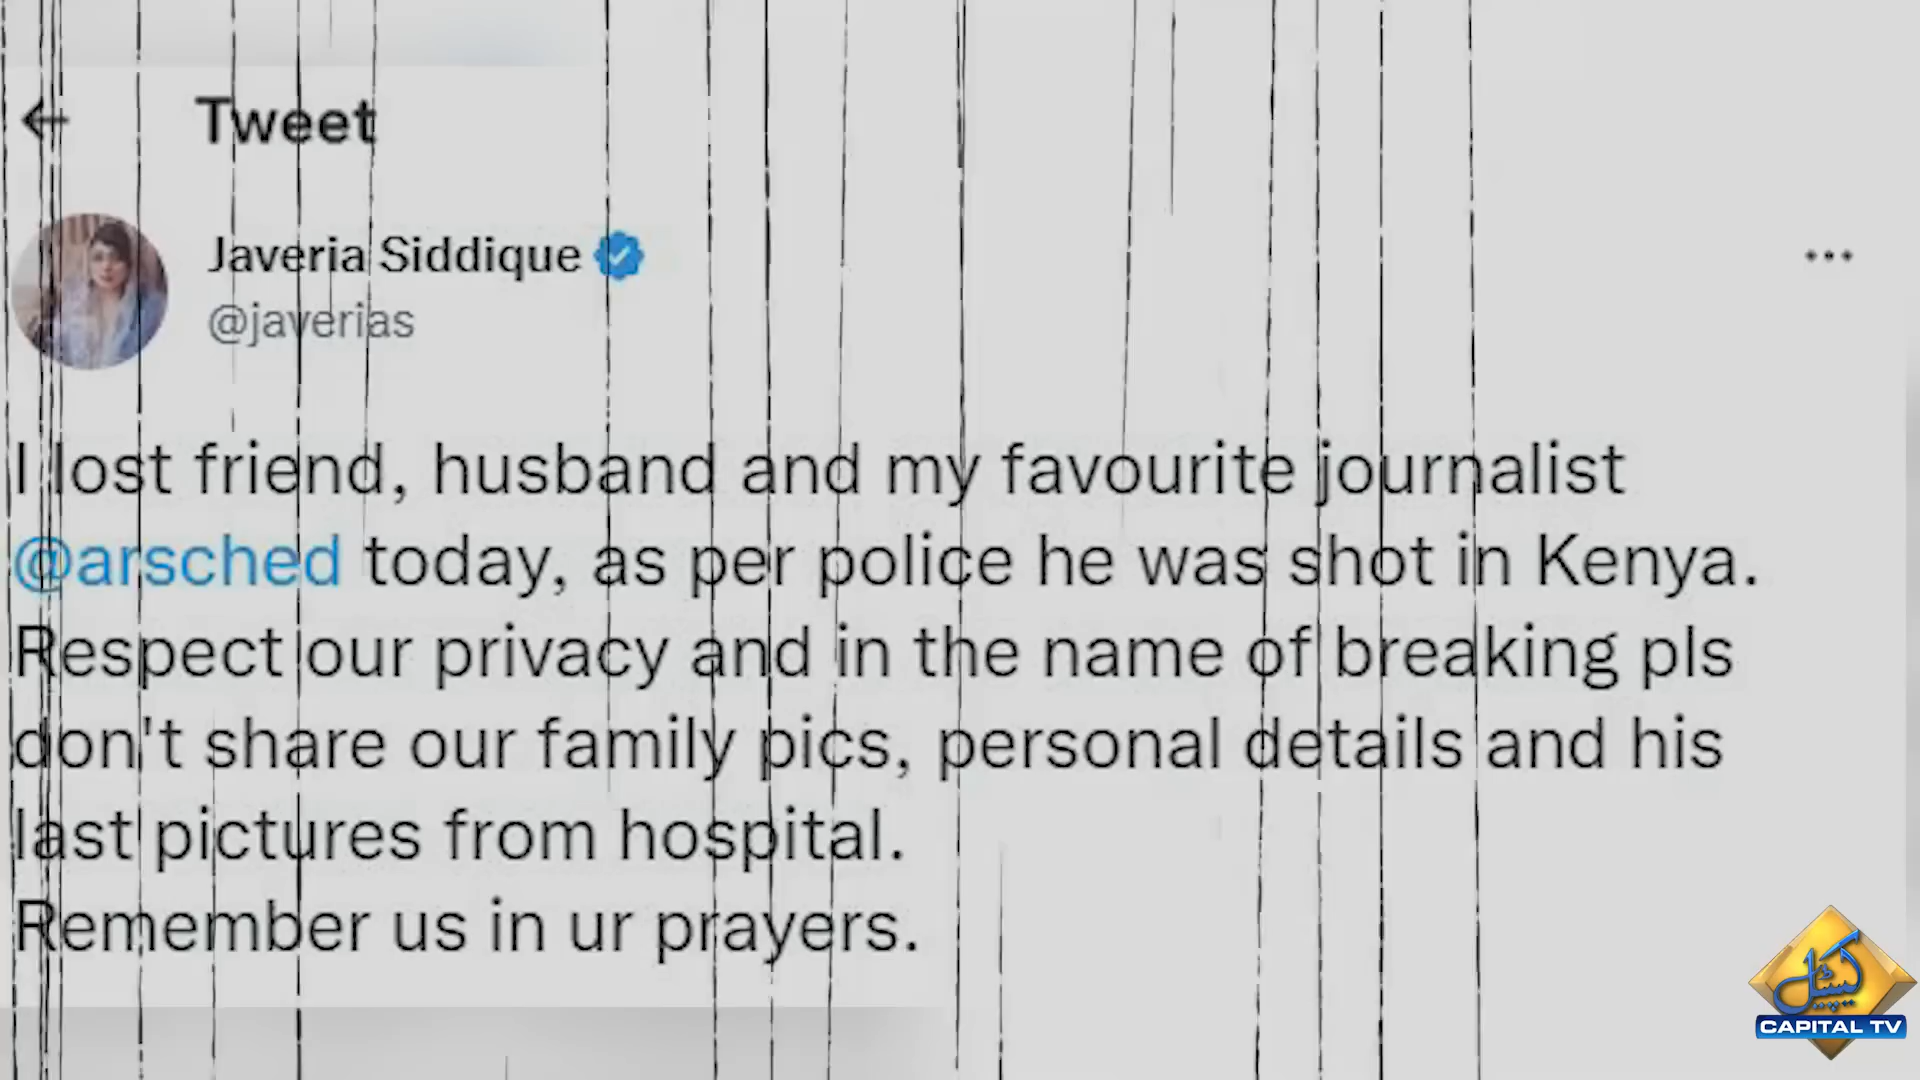 Tweet
Javeria Siddique
@javerias
I lost friend, husband and my favourite journalist
@arsched today, as per police he was shot in Kenya.
Respect our privacy and in the name of breaking pls
don't share our family pics, personal details and his
last pictures from hospital.
Remember us in ur prayers.
کیپیٹل
CAPITAL TV